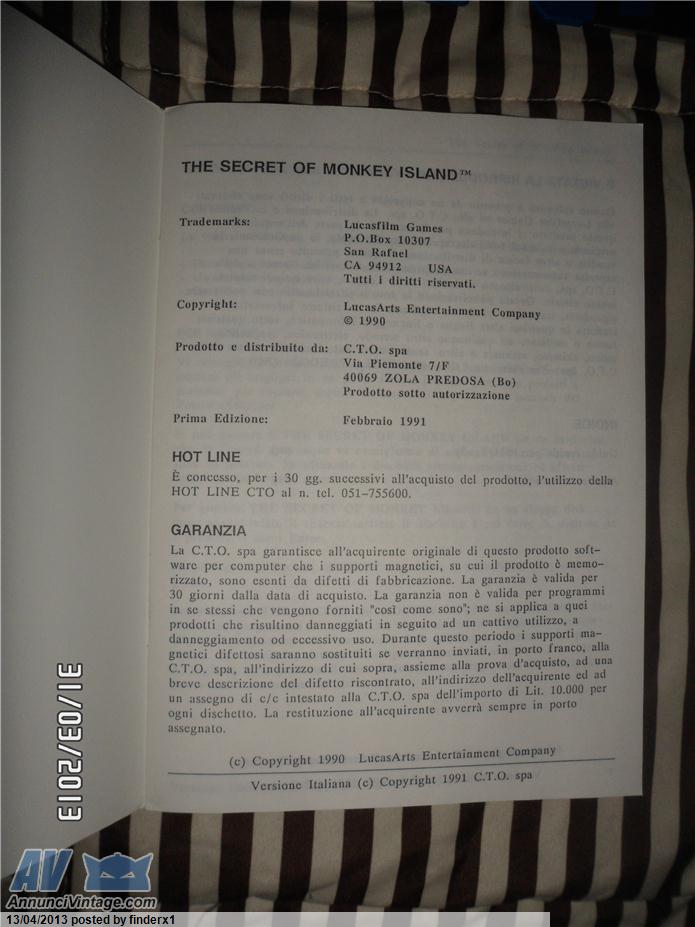 THE SECRET OF MONKEY ISLAND™
Trademarks: Lucasfilm Games
P.O.Box 10307
San Rafael
CA 94912 USA
Tutti i diritti riservati.
Copyright: LucasArts Entertainment Company
© 1990
Prodotto e distribuito da: C.T.O. spa
Via Piemonte 7/F
40069 ZOLA PREDOSA (Bo)
Prodotto sotto autorizzazione
Prima Edizione: Febbraio 1991
HOT LINE
È concesso, per i 30 gg. successivi all'acquisto del prodotto, l'utilizzo della
HOT LINE CTO al n. tel. 051-755600.
GARANZIA
La C.T.O. spa garantisce all'acquirente originale di questo prodotto soft-
ware per computer che i supporti magnetici, su cui il prodotto è memo-
rizzato, sono esenti da difetti di fabbricazione. La garanzia è valida per
30 giorni dalla data di acquisto. La garanzia non è valida per programmi
in se stessi che vengono forniti "così come sono"; ne si applica a quei
prodotti che risultino danneggiati in seguito ad un cattivo utilizzo, a
danneggiamento od eccessivo uso. Durante questo periodo i supporti ma-
gnetici difettosi saranno sostituiti se verranno inviati, in porto franco, alla
C.T.O. spa, all'indirizzo di cui sopra, assieme alla prova d'acquisto, ad una
breve descrizione del difetto riscontrato, all'indirizzo dell'acquirente ed ad
un assegno di c/c intestato alla C.T.O. spa dell'importo di Lit. 10.000 per
ogni dischetto. La restituzione all'acquirente avverrà sempre in porto
assegnato.
(c) Copyright 1990 LucasArts Entertainment Company
Versione Italiana (c) Copyright 1991 C.T.O. spa
31/03/2013
AV
AnnunciVintage.com
13/04/2013 posted by finderx1